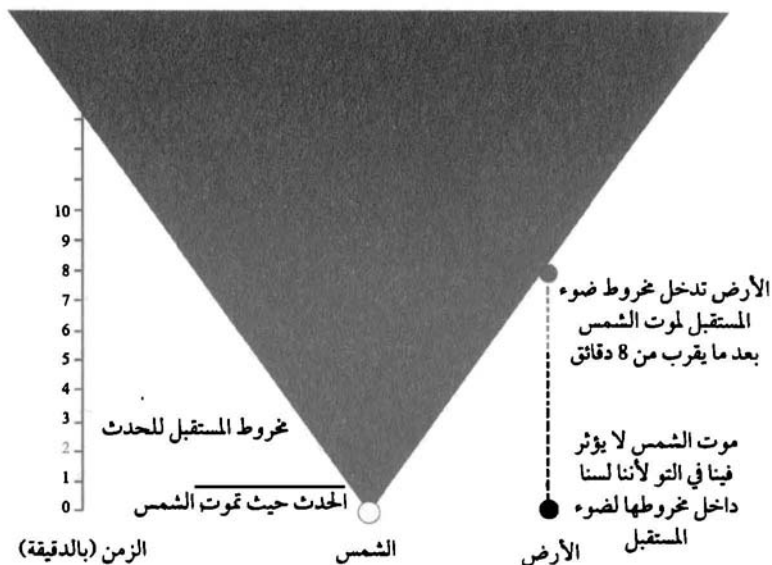 10
9
8
7
6
5
4
3
2
1
0
الأرض تدخل مخروط ضوء
المستقبل لموت الشمس
بعد ما يقرب من 8 دقائق
مخروط المستقبل للحدث
موت الشمس لا يؤثر
فينا في التو لأننا لسنا
داخل مخروطها لضوء
المستقبل
الحدث حيث تموت الشمس
الأرض
الشمس
الزمن (بالدقيقة)